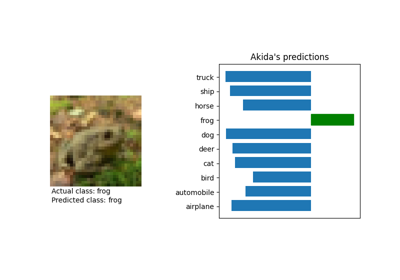 Akida's predictions
truck
ship
horse
frog
dog
deer
cat
bird
automobile
airplane
Actual class: frog
Predicted class: frog